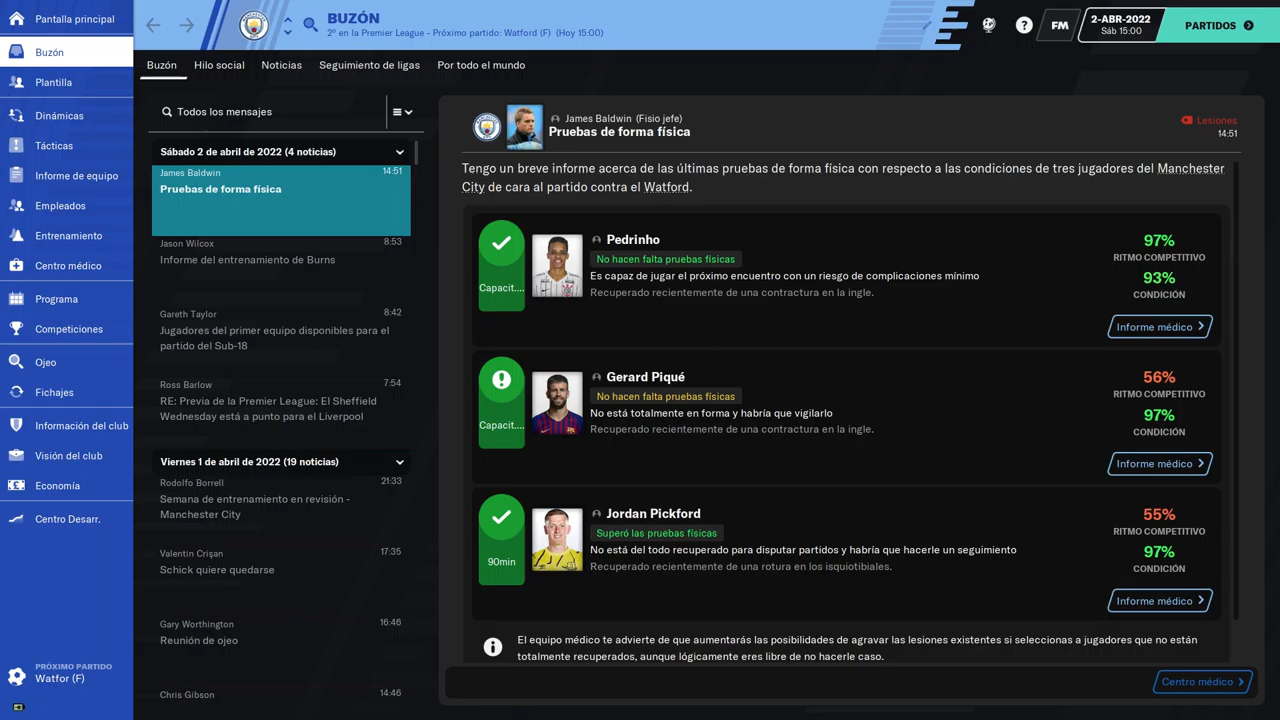 Pantalla principal
Buzón
Plantilla
Dinámicas
Tácticas
Informe de equipo
Empleados
Entrenamiento
Centro médico
Programa
Competiciones
Ojeo
Fichajes
Información del club
Visión del club
Economía
Centro Desarr.
PRÓXIMO PARTIDO
Watfor (F)
BUZÓN
2º en la Premier League - Próximo partido: Watford (F) (Hoy 15:00)
FM
2-ABR-2022
Sáb 15:00
PARTIDOS
Buzón
Hilo social
Noticias
Seguimiento de ligas
Por todo el mundo
Todos los mensajes
Sábado 2 de abril de 2022 (4 noticias)
James Baldwin 14:51
Pruebas de forma física
Jason Wilcox 8:53
Informe del entrenamiento de Burns
Gareth Taylor 8:42
Jugadores del primer equipo disponibles para el
partido del Sub-18
Ross Barlow 7:54
RE: Previa de la Premier League: El Sheffield
Wednesday está a punto para el Liverpool
Viernes 1 de abril de 2022 (19 noticias)
Rodolfo Borrell 21:33
Semana de entrenamiento en revisión -
Manchester City
Valentin Crişan 17:35
Schick quiere quedarse
Gary Worthington 16:46
Reunión de ojeo
Chris Gibson 14:46
James Baldwin (Fisio jefe)
Pruebas de forma física
Lesiones
14:51
Tengo un breve informe acerca de las últimas pruebas de forma física con respecto a las condiciones de tres jugadores del Manchester
City de cara al partido contra el Watford.
Capacit....
Pedrinho
No hacen falta pruebas físicas
Es capaz de jugar el próximo encuentro con un riesgo de complicaciones mínimo
Recuperado recientemente de una contractura en la ingle.
97%
RITMO COMPETITIVO
93%
CONDICIÓN
Informe médico
Capacit....
Gerard Piqué
No hacen falta pruebas físicas
No está totalmente en forma y habría que vigilarlo
Recuperado recientemente de una contractura en la ingle.
56%
RITMO COMPETITIVO
97%
CONDICIÓN
Informe médico
90min
Jordan Pickford
Superó las pruebas físicas
No está del todo recuperado para disputar partidos y habría que hacerle un seguimiento
Recuperado recientemente de una rotura en los isquiotibiales.
55%
RITMO COMPETITIVO
97%
CONDICIÓN
Informe médico
El equipo médico te advierte de que aumentarás las posibilidades de agravar las lesiones existentes si seleccionas a jugadores que no están
totalmente recuperados, aunque lógicamente eres libre de no hacerle caso.
Centro médico